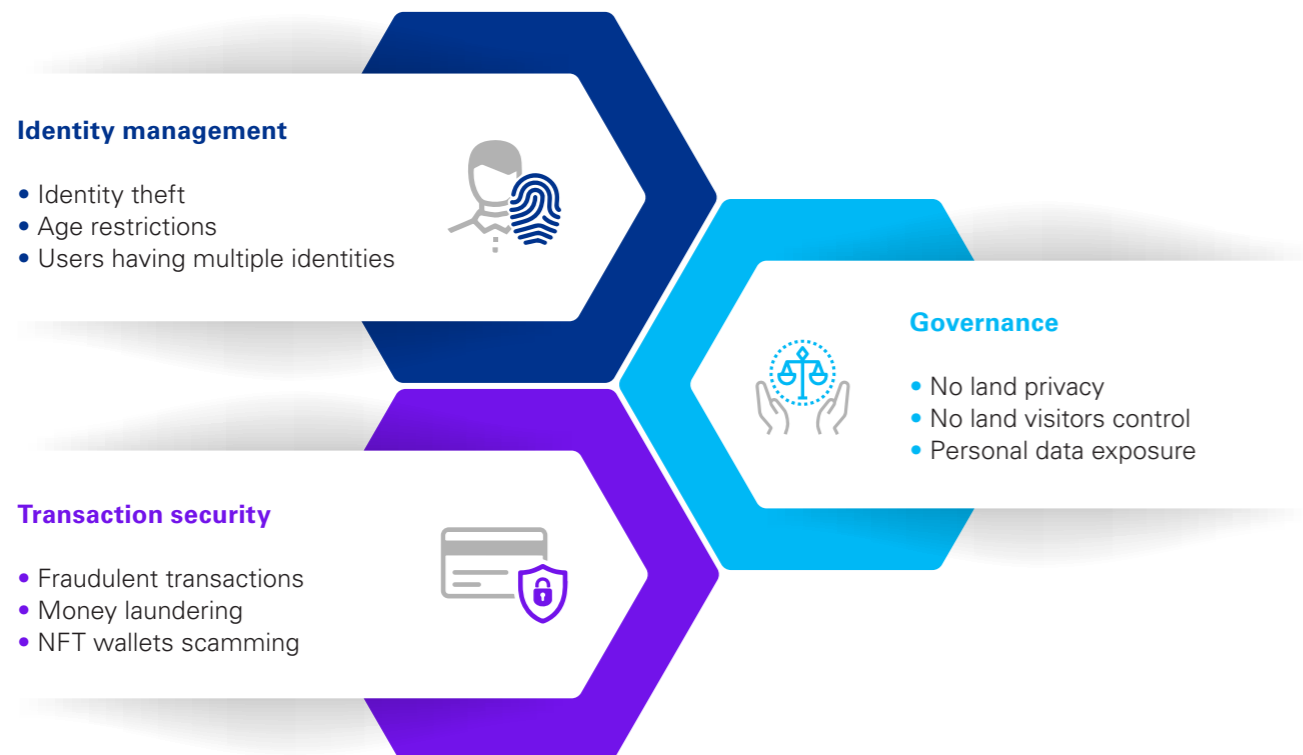 Identity management
• Identity theft
• Age restrictions
• Users having multiple identities
Governance
• No land privacy
• No land visitors control
• Personal data exposure
Transaction security
• Fraudulent transactions
• Money laundering
• NFT wallets scamming